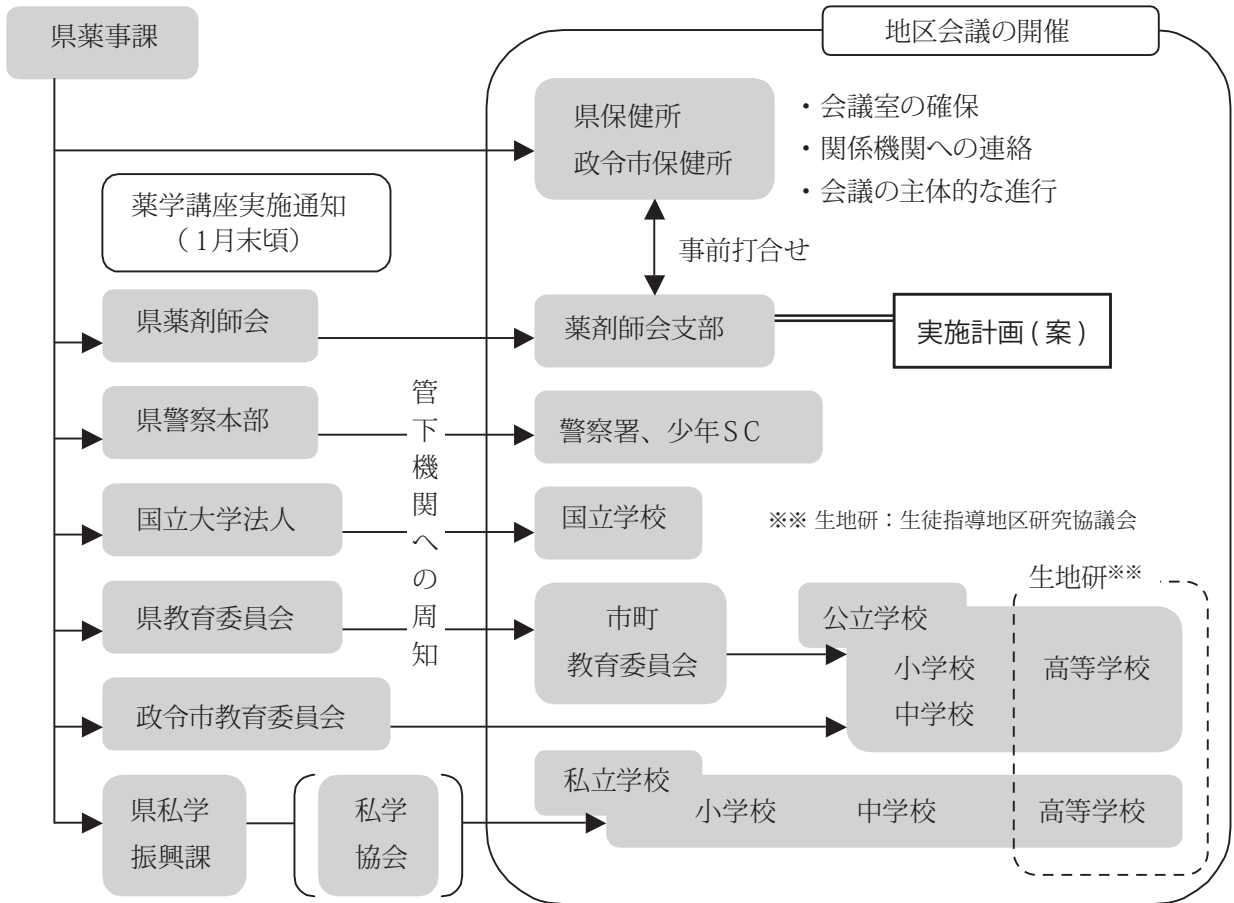 県薬事課
地区会議の開催
県保健所
政令市保健所
・会議室の確保
・関係機関への連絡
・会議の主体的な進行
薬学講座実施通知
（1月末頃）
事前打合せ
県薬剤師会
薬剤師会支部
実施計画(案)
管下機関への周知
県警察本部
警察署、少年SC
国立大学法人
国立学校
※※ 生地研：生徒指導地区研究協議会
生地研※※
県教育委員会
市町
教育委員会
公立学校
小学校
中学校
高等学校
政令市教育委員会
県私学
振興課
私学
協会
私立学校
小学校 中学校 高等学校